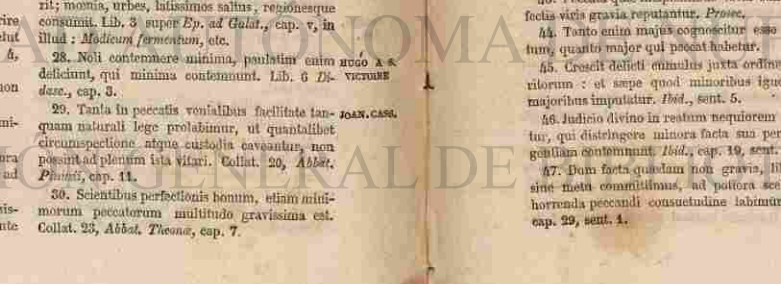 rit; mœnia, urbes, latissimos saltus, regionesque
consumit. Lib. 3 super Ep. ad Galat., cap. v, in
illud : Modicum fermentum, etc.
28. Noli contemnere minima, paulatim enim
deficiunt, qui minima contemnunt. Lib. 6 Di-
dasc., cap. 3.
HUGO A S.
VICTOIRE
29. Tanta in peccatis venialibus facilitate tan-
quam naturali lege prolabimur, ut quantalibet
circumspectione atque custodia caveantur, non
possint ad plenum ista vitari. Collat. 20, Abbat.
Pinufii, cap. 11.
JOAN. CASS.
30. Scientibus perfectionis bonum, etiam mini-
morum peccatorum multitudo gravissima est.
Collat. 23, Abbat. Theonæ, cap. 7.
fectis viris gravia reputantur. Prosec.
44. Tanto enim majus cognoscitur esse
tum, quanto major qui peccat habetur.
45. Crescit delicti cumulus juxta ordine
ritorum : et sæpe quod minoribus igno
majoribus imputatur. Ibid., sent. 5.
46. Judicio divino in reatum nequiorem
tur, qui distringere minora facta sua per
gentiam contemnunt. Ibid., cap. 19, sent.
47. Dum facta quædam non gravia, li
sine metu committimus, ad potiora sce
horrenda peccandi consuetudine labimur
cap. 29, sent. 1.
AUTONOMA
GENERAL DE